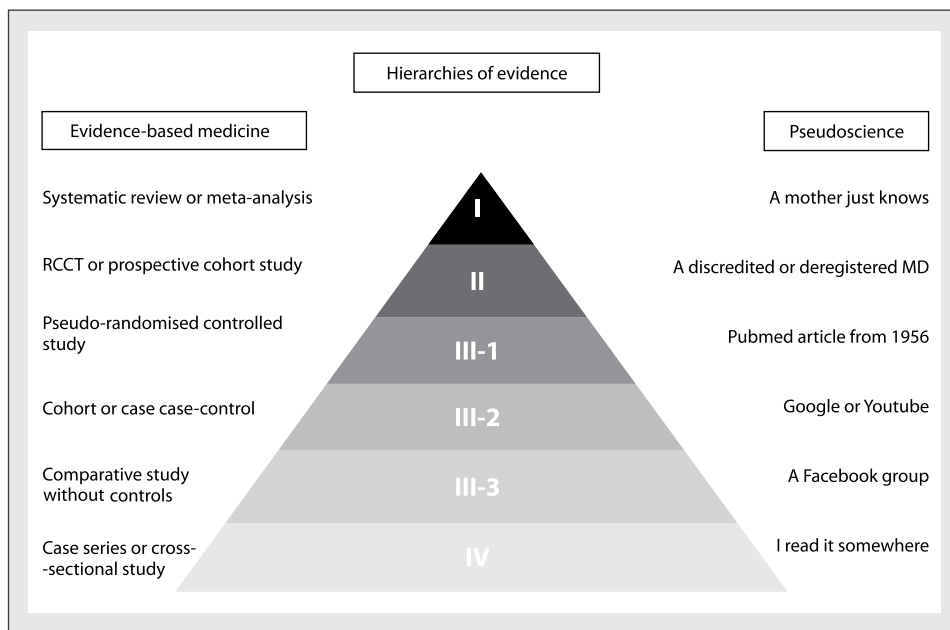 Hierarchies of evidence
Evidence-based medicine
Pseudoscience
Systematic review or meta-analysis
I
A mother just knows
RCCT or prospective cohort study
II
A discredited or deregistered MD
Pseudo-randomised controlled
study
III-1
Pubmed article from 1956
Cohort or case case-control
III-2
Google or Youtube
Comparative study
without controls
III-3
A Facebook group
Case series or cross-
-sectional study
IV
I read it somewhere